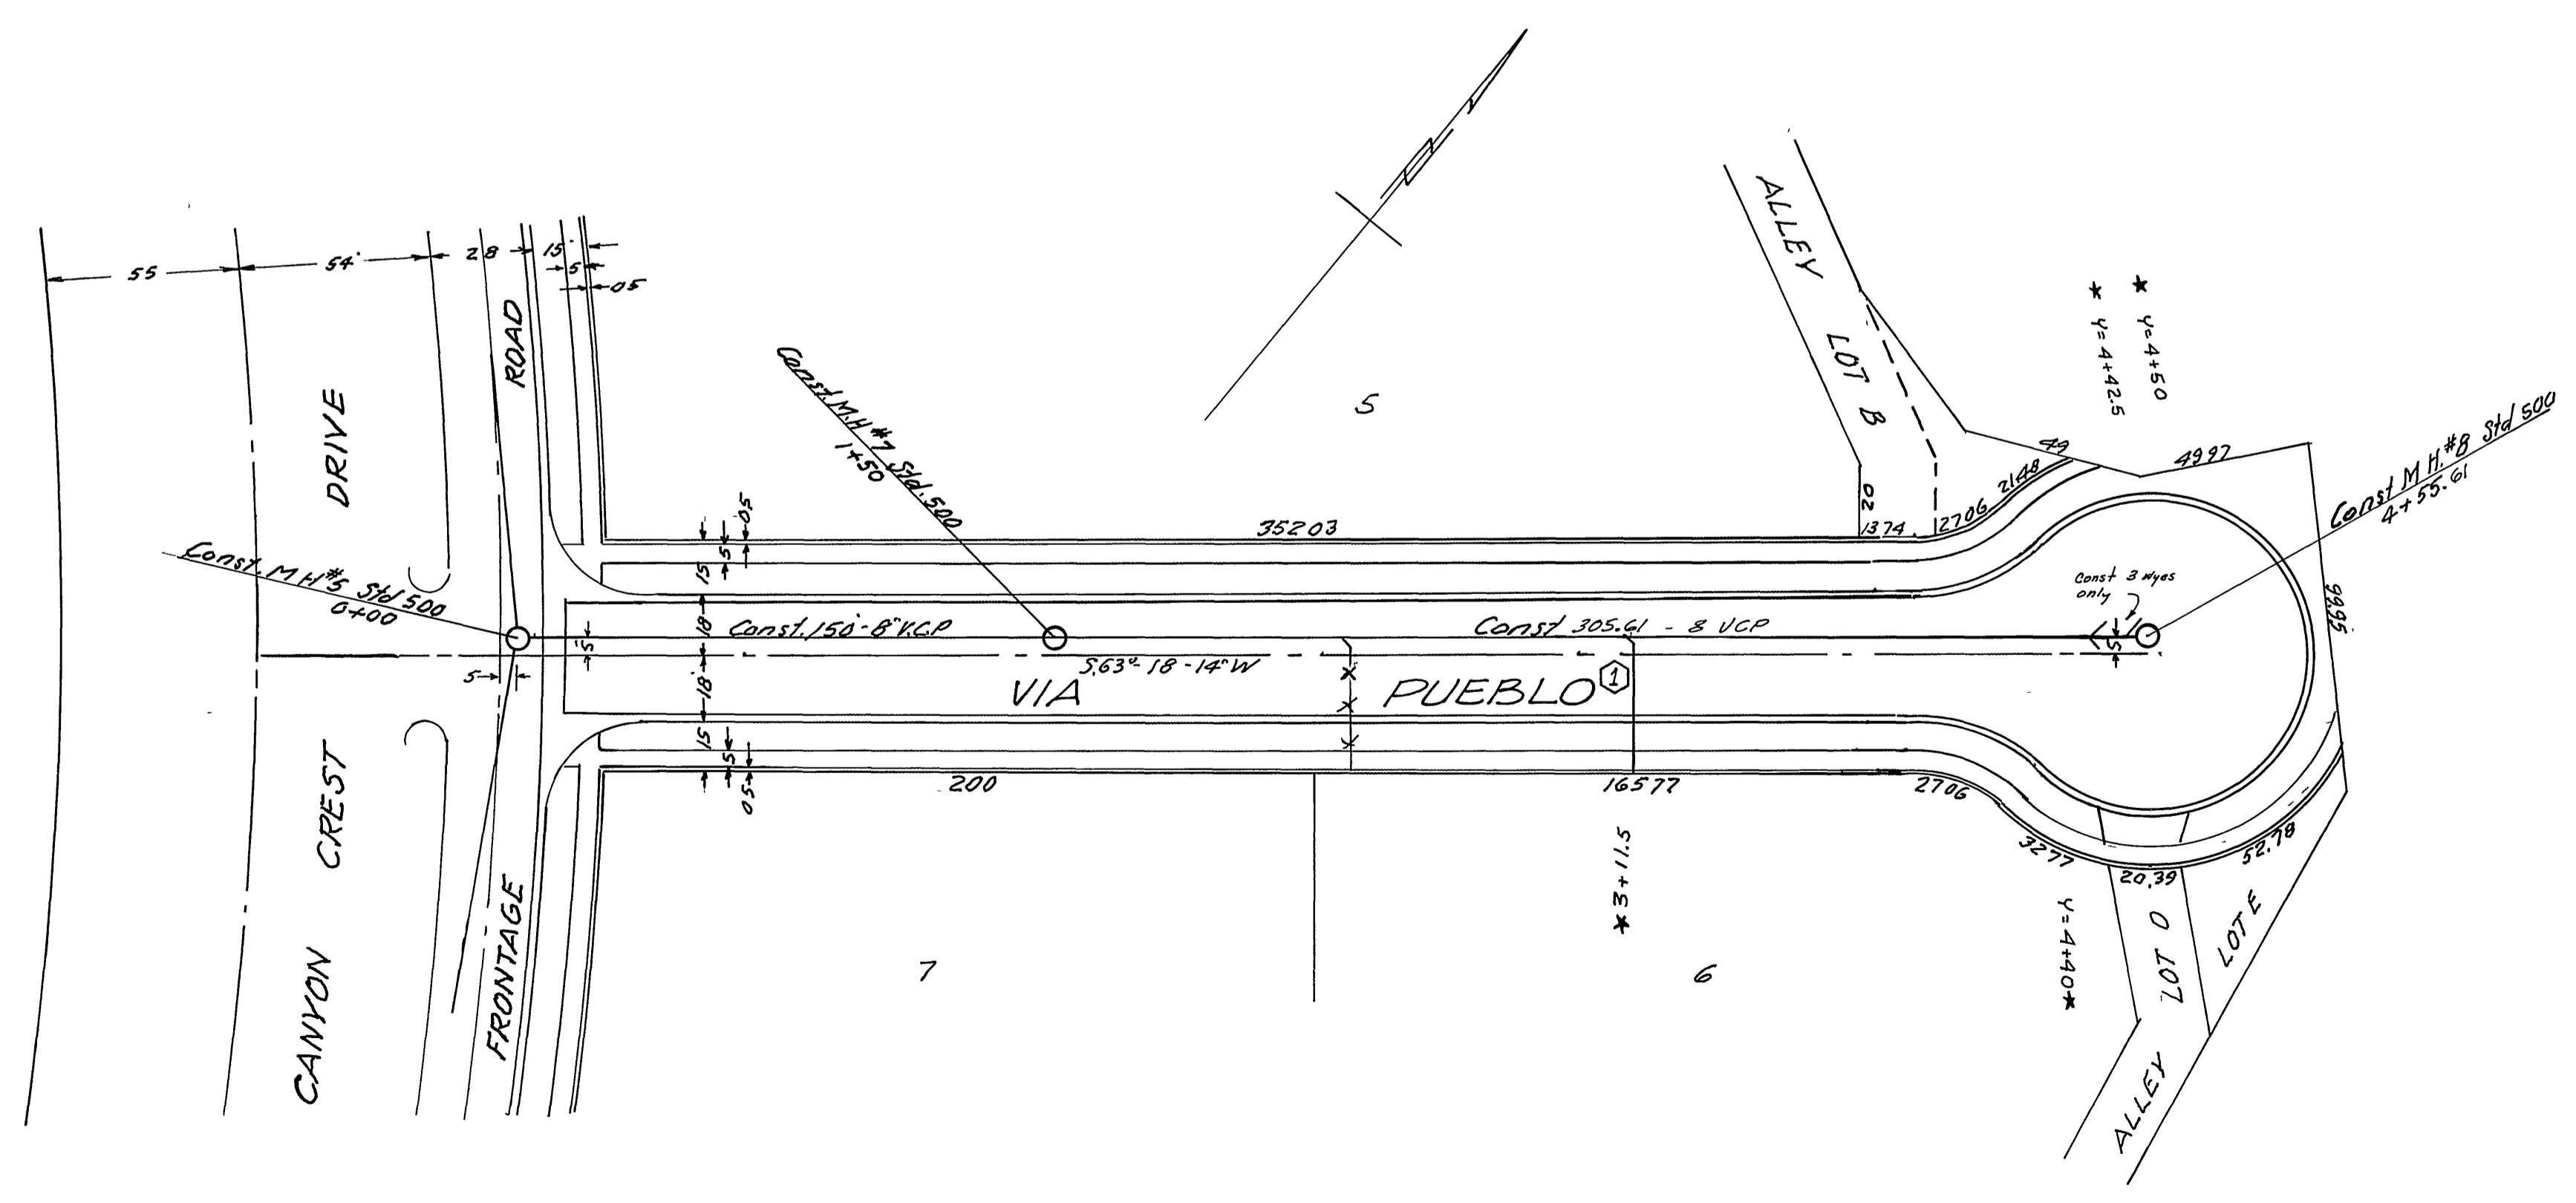 55
54'
28
15'
5
.05
ROAD
DRIVE
CANYON CREST
FRONTAGE
Const. M H #5 Std 500
0+00
Const. M.H #7 Std. 500
1+50
5
ALLEY
LOT B
20
1374
2706
2148
49
4997
* y=4+42.5
* y=4+50
Const M H. #8 Std 500
4+55.61
99.95
35203
05
5
15
18
Const. 150'-8" V.C.P
Const 305.61 - 8 VCP
Const 3 wyes
only
5
5
5
S.63°-18-14" W
VIA PUEBLO
1
18
15
5
05
200
16577
2706
3277
20.39
52.78
*3+11.5
y=4+40*
7
6
LOT O
LOT E
ALLEY